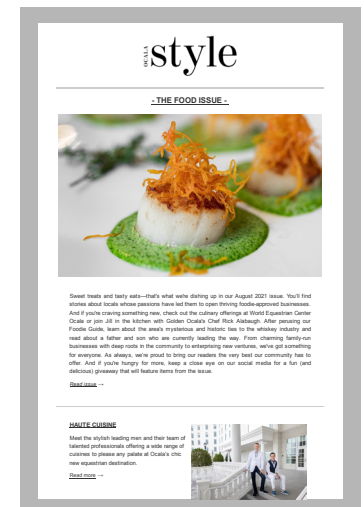 OCALA
style
- THE FOOD ISSUE -
Sweet treats and tasty eats—that's what we're dishing up in our August 2021 issue. You'll find
stories about locals whose passions have led them to open thriving foodie-approved businesses.
And if you're craving something new, check out the culinary offerings at World Equestrian Center
Ocala or join Jill in the kitchen with Golden Ocala's Chef Rick Alabaugh. After perusing our
Foodie Guide, learn about the area's mysterious and historic ties to the whiskey industry and
read about a father and son who are currently leading the way. From charming family-run
businesses with deep roots in the community to enterprising new ventures, we've got something
for everyone. As always, we're proud to bring our readers the very best our community has to
offer. And if you're hungry for more, keep a close eye on our social media for a fun (and
delicious) giveaway that will feature items from the issue.
Read issue →
HAUTE CUISINE
Meet the stylish leading men and their team of
talented professionals offering a wide range of
cuisines to please any palate at Ocala's chic
new equestrian destination.
Read more →